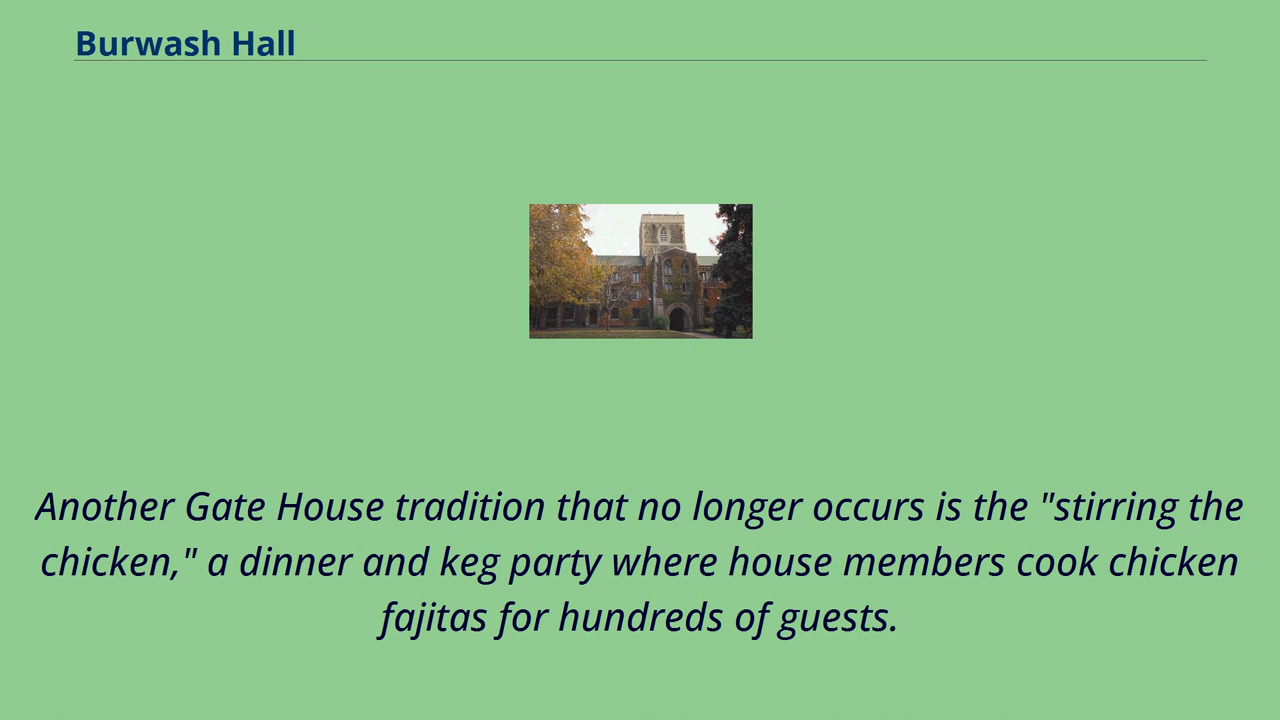 Burwash Hall
Another Gate House tradition that no longer occurs is the "stirring the
chicken," a dinner and keg party where house members cook chicken
fajitas for hundreds of guests.